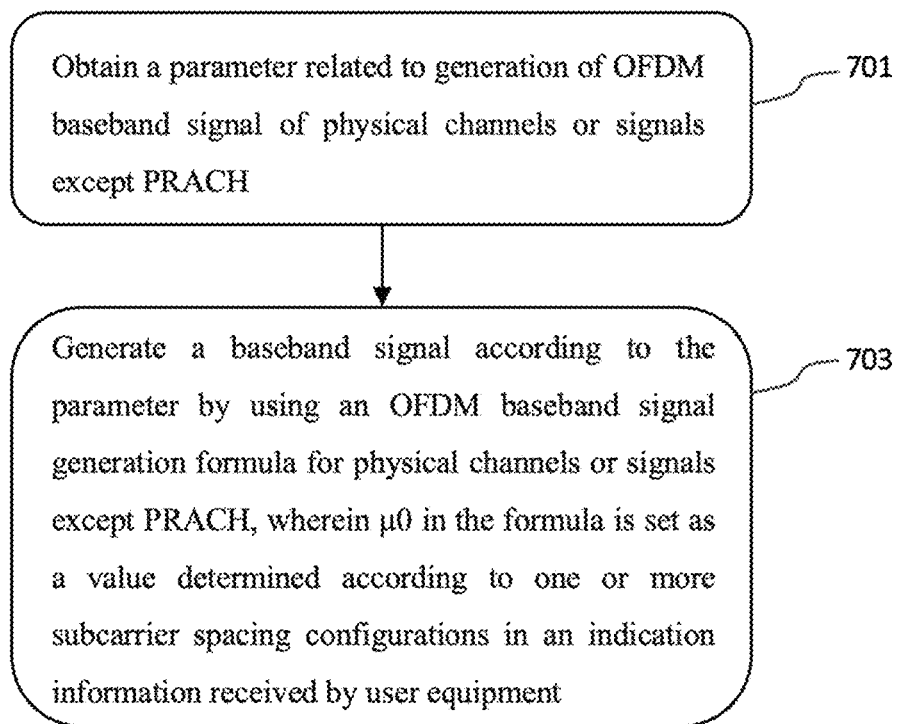 Obtain a parameter related to generation of OFDM
baseband signal of physical channels or signals
except PRACH
701
Generate a baseband signal according to the
parameter by using an OFDM baseband signal
generation formula for physical channels or signals
except PRACH, wherein μ0 in the formula is set as
a value determined according to one or more
subcarrier spacing configurations in an indication
information received by user equipment
703